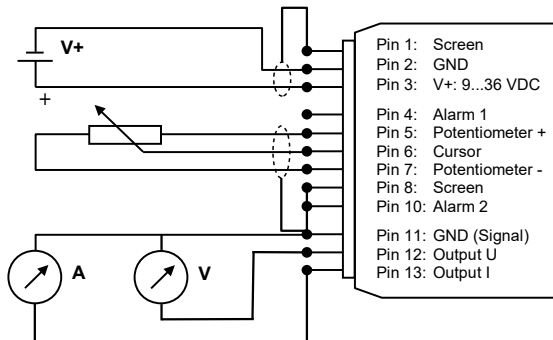 V+
+
A
V
Pin 1: Screen
Pin 2: GND
Pin 3: V+: 9...36 VDC
Pin 4: Alarm 1
Pin 5: Potentiometer +
Pin 6: Cursor
Pin 7: Potentiometer -
Pin 8: Screen
Pin 10: Alarm 2
Pin 11: GND (Signal)
Pin 12: Output U
Pin 13: Output I